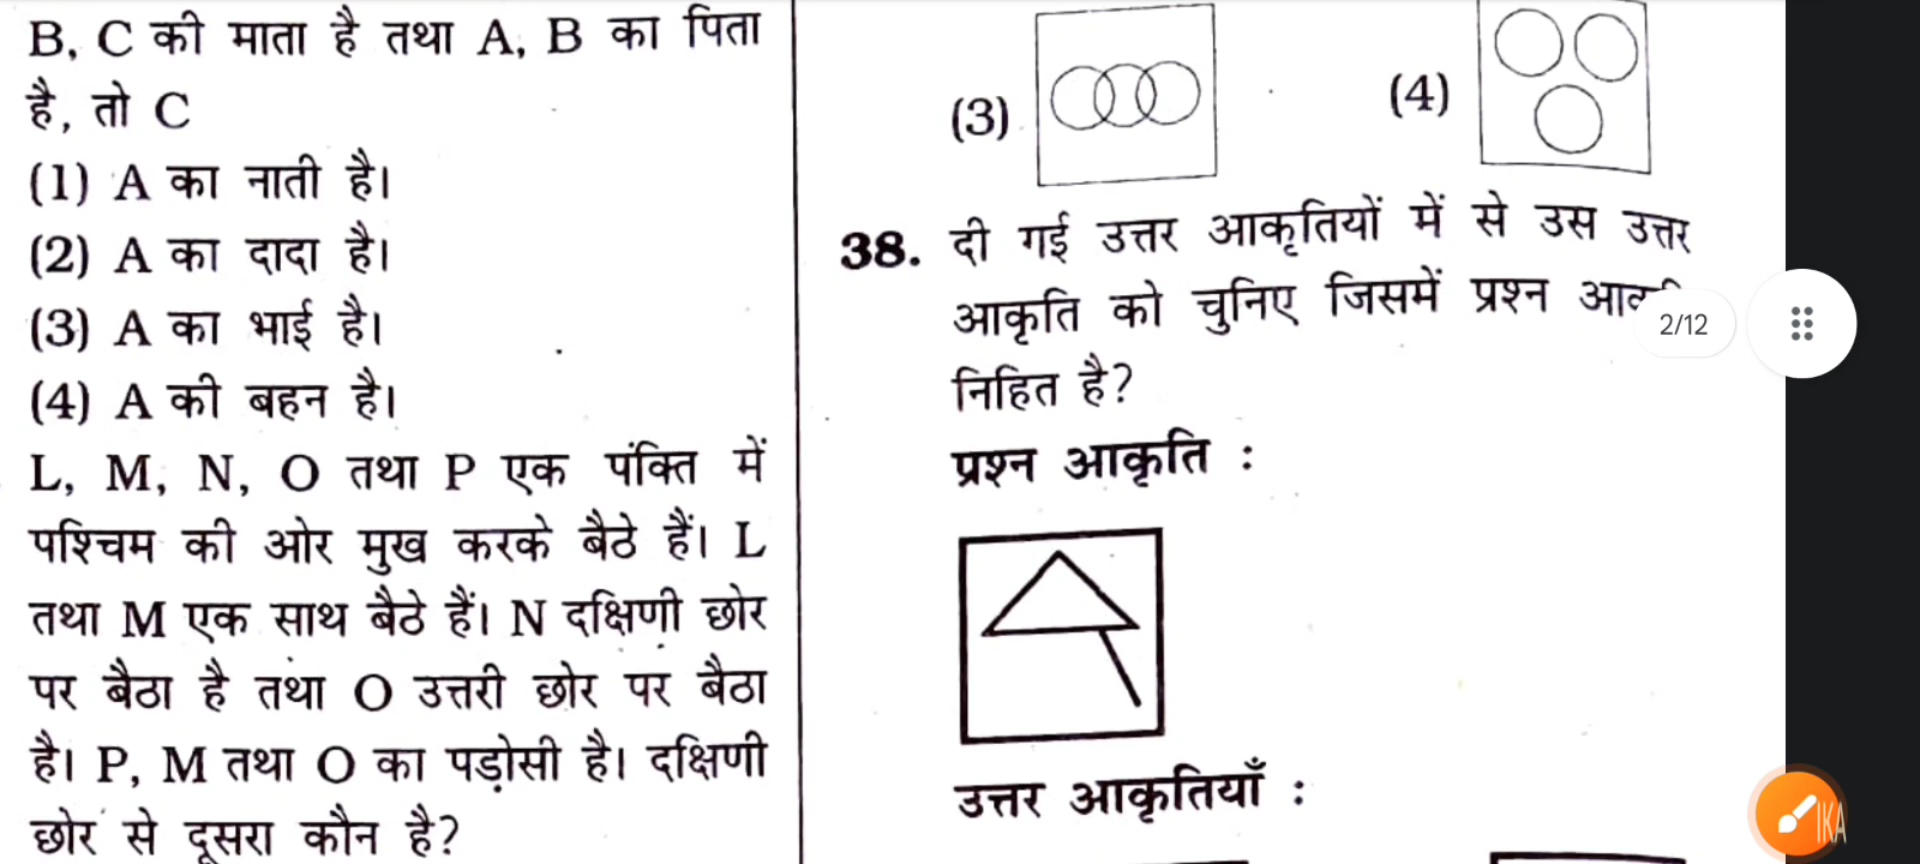 B, C की माता है तथा A, B का पिता
है, तो C
(1) A का नाती है।
(2) A का दादा है।
(3) A का भाई है।
(4) A की बहन है।
L, M, N, O तथा P एक पंक्ति में
पश्चिम की ओर मुख करके बैठे हैं। L
तथा M एक साथ बैठे हैं। N दक्षिणी छोर
पर बैठा है तथा O उत्तरी छोर पर बैठा
है। P, M तथा O का पड़ोसी है। दक्षिणी
छोर से दूसरा कौन है?
(3)
(4)
38. दी गई उत्तर आकृतियों में से उस उत्तर
आकृति को चुनिए जिसमें प्रश्न
निहित है?
प्रश्न आकृति :
उत्तर आकृतियाँ :
2/12